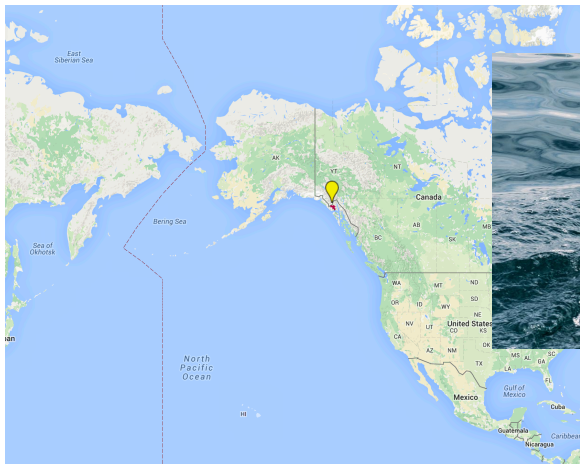 East
Siberian Sea
AK
YT
NT
Canada
Bering Sea
Sea of
Okhotsk
BC
AB
SK
MB
WA
MT
ND
OR
ID
SD
WY
NE
NV
UT
United States
CD
KS
CA
AZ
NM
OK
TX
MS
AL
SC
GA
LA
FL
North
Pacific
Ocean
Gulf of
Mexico
Mexico
Cuba
HI
Guatemala
Caribbean
Nicaragua